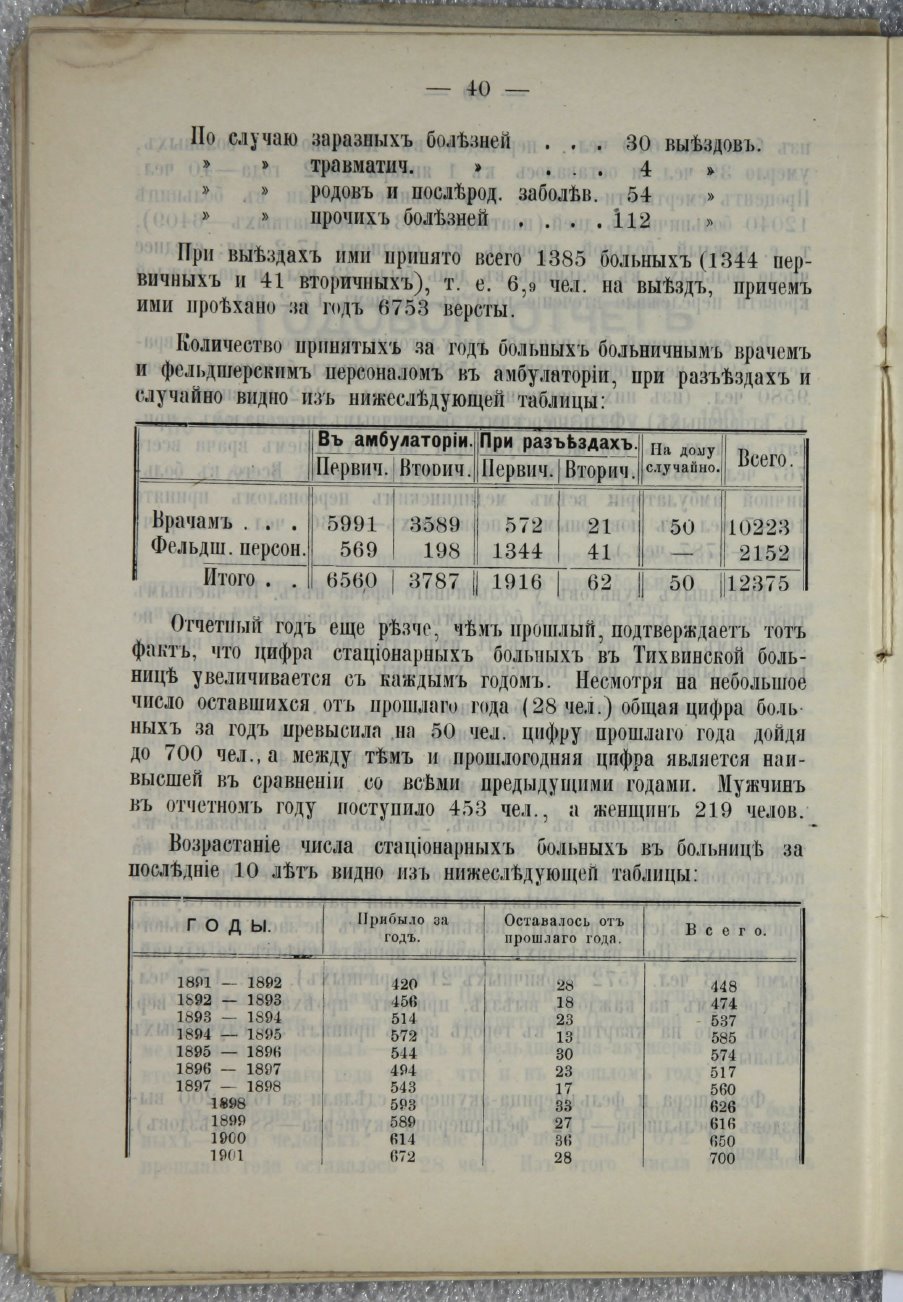 — 40 —
По случаю заразныхъ болѣзней . . . 30 выѣздовъ.
» » травматич. » . . . 4 »
» » родовъ и послѣрод. заболѣв. 54 »
» » прочихъ болѣзней . . . . 112 »
При выѣздахъ ими принято всего 1385 больныхъ (1344 пер-
вичныхъ и 41 вторичныхъ), т. е. 6,9 чел. на выѣздъ, причемъ
ими проѣхано за годъ 6753 версты.
Количество принятыхъ за годъ больныхъ больничнымъ врачемъ
и фельдшерскимъ персоналомъ въ амбулаторіи, при разъѣздахъ и
случайно видно изъ нижеслѣдующей таблицы:
Въ амбулаторіи. При разъѣздахъ. На дому случайно. Всего.
Первич. Вторич. Первич. Вторич.
Врачамъ . . . 5991 3589 572 21 50 10223
Фельдш. персон. 569 198 1344 41 — 2152
Итого . . 6560 3787 1916 62 50 12375
Отчетный годъ еще рѣзче, чѣмъ прошлый, подтверждаетъ тотъ
фактъ, что цифра стаціонарныхъ больныхъ въ Тихвинской боль-
ницѣ увеличивается съ каждымъ годомъ. Несмотря на небольшое
число оставшихся отъ прошлаго года (28 чел.) общая цифра боль-
ныхъ за годъ превысила на 50 чел. цифру прошлаго года дойдя
до 700 чел., а между тѣмъ и прошлогодняя цифра является наи-
высшей въ сравненіи со всѣми предыдущими годами. Мужчинъ
въ отчетномъ году поступило 453 чел., а женщинъ 219 челов.
Возрастаніе числа стаціонарныхъ больныхъ въ больницѣ за
послѣдніе 10 лѣтъ видно изъ нижеслѣдующей таблицы:
ГОДЫ. Прибыло за годъ. Оставалось отъ прошлаго года. Всего.
1891 — 1892 420 28 448
1892 — 1893 456 18 474
1893 — 1894 514 23 537
1894 — 1895 572 13 585
1895 — 1896 544 30 574
1896 — 1897 494 23 517
1897 — 1898 543 17 560
1898 593 33 626
1899 589 27 616
1900 614 36 650
1901 672 28 700